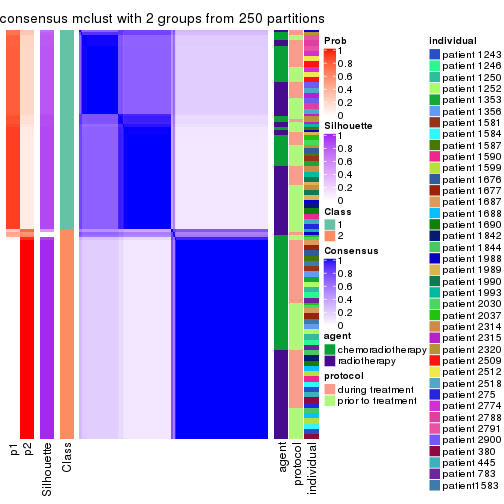 consensus mclust with 2 groups from 250 partitions
Prob
1
0.8
0.6
0.4
0.2
0
Silhouette
1
0.8
0.6
0.4
0.2
0
Class
1
2
Consensus
1
0.8
0.6
0.4
0.2
0
agent
chemoradiotherapy
radiotherapy
protocol
during treatment
prior to treatment
individual
patient 1243
patient 1246
patient 1250
patient 1252
patient 1353
patient 1356
patient 1581
patient 1584
patient 1587
patient 1590
patient 1599
patient 1676
patient 1677
patient 1687
patient 1688
patient 1690
patient 1842
patient 1844
patient 1988
patient 1989
patient 1990
patient 1993
patient 2030
patient 2037
patient 2314
patient 2315
patient 2320
patient 2509
patient 2512
patient 2518
patient 275
patient 2774
patient 2788
patient 2791
patient 2900
patient 380
patient 445
patient 783
patient1583
p1
p2
Silhouette
Class
agent
protocol
individual